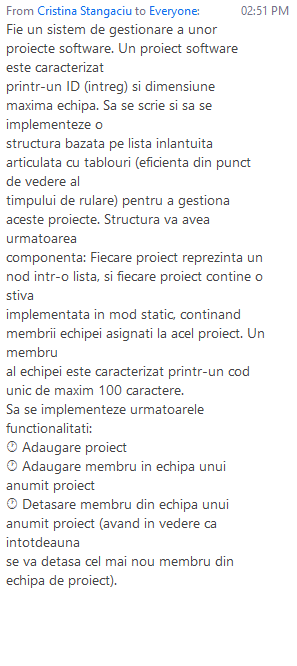 From Cristina Stangaciu to Everyone: 02:51 PM
Fie un sistem de gestionare a unor
proiecte software. Un proiect software
este caracterizat
printr-un ID (intreg) si dimensiune
maxima echipa. Sa se scrie si sa se
implementeze o
structura bazata pe lista inlantuita
articulata cu tablouri (eficienta din punct
de vedere al
timpului de rulare) pentru a gestiona
aceste proiecte. Structura va avea
urmatoarea
componenta: Fiecare proiect reprezinta un
nod intr-o lista, si fiecare proiect contine o
stiva
implementata in mod static, continand
membrii echipei asignati la acel proiect. Un
membru
al echipei este caracterizat printr-un cod
unic de maxim 100 caractere.
Sa se implementeze urmatoarele
functionalitati:
Adaugare proiect
Adaugare membru in echipa unui
anumit proiect
Detasare membru din echipa unui
anumit proiect (avand in vedere ca
intotdeauna
se va detasa cel mai nou membru din
echipa de proiect).